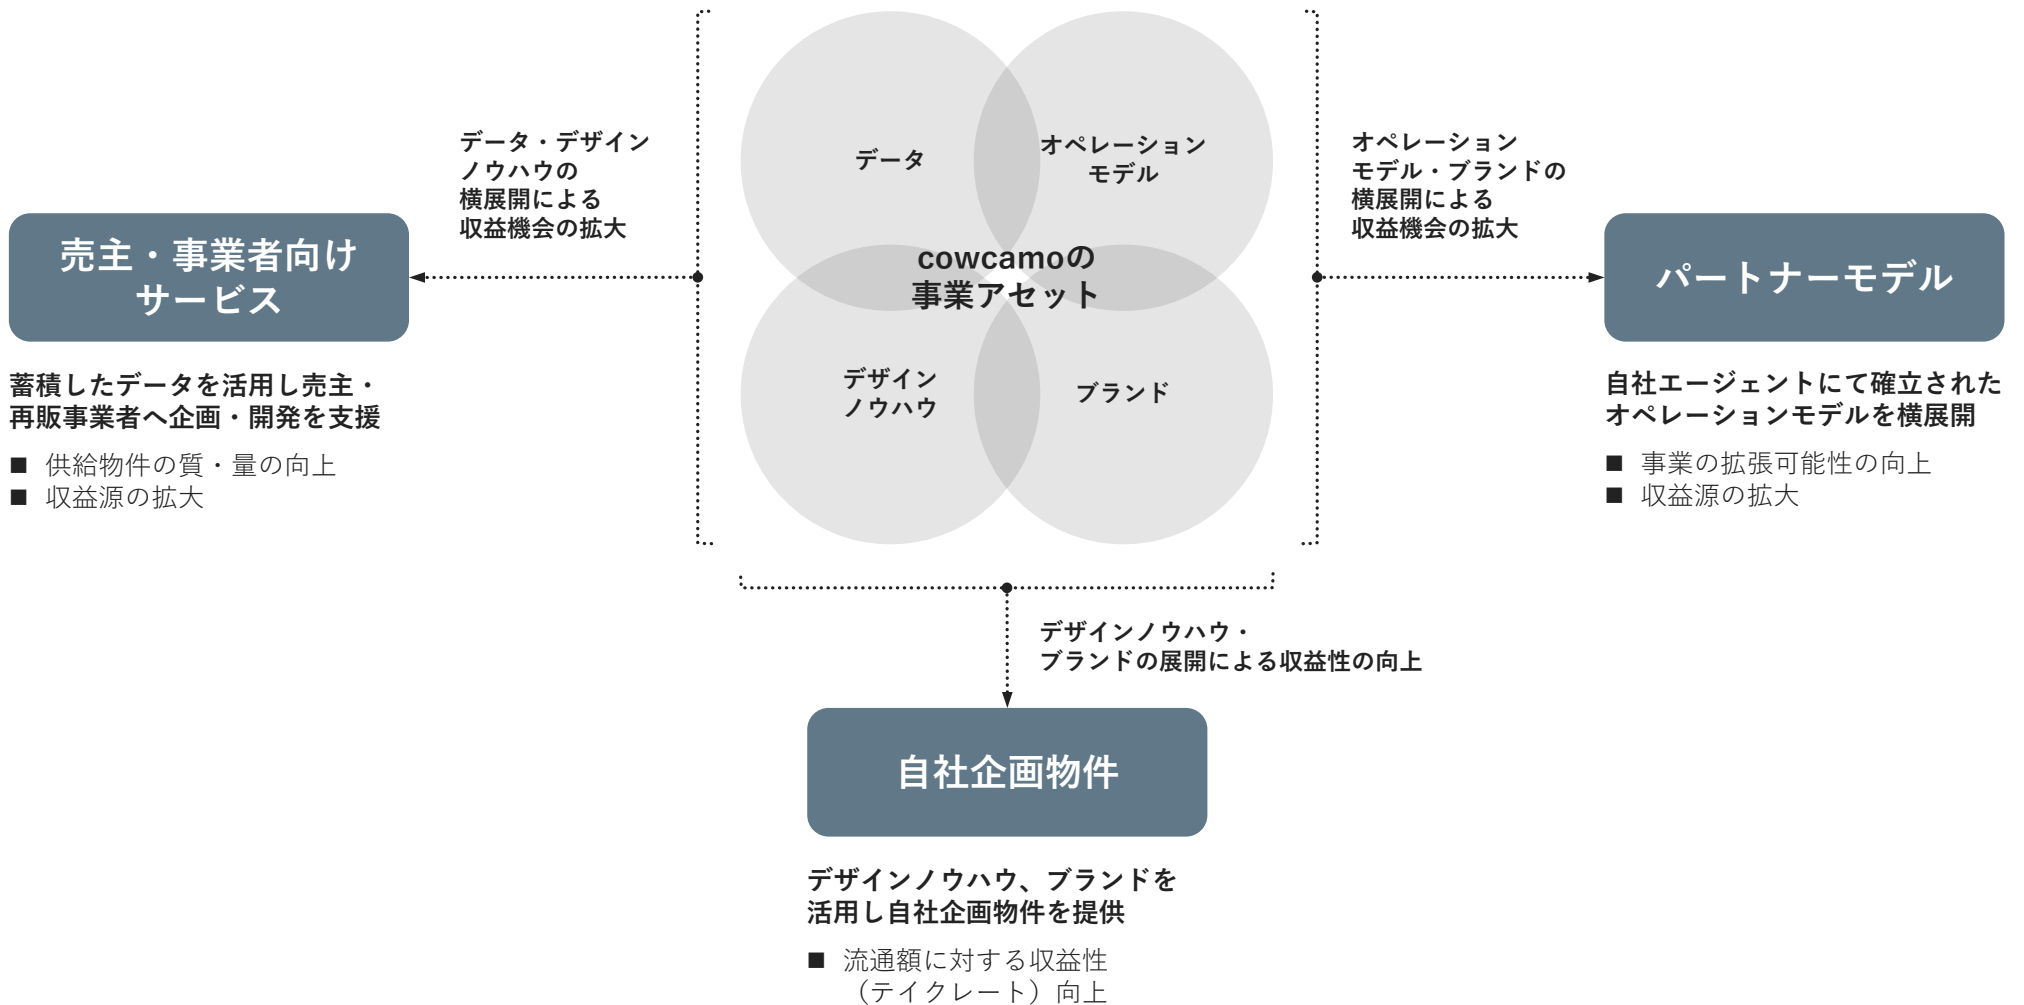 データ
オペレーション
モデル
cowcamoの
事業アセット
デザイン
ノウハウ
ブランド
データ・デザイン
ノウハウの
横展開による
収益機会の拡大
売主・事業者向け
サービス
蓄積したデータを活用し売主・
再販事業者へ企画・開発を支援
■ 供給物件の質・量の向上
■ 収益源の拡大
オペレーション
モデル・ブランドの
横展開による
収益機会の拡大
パートナーモデル
自社エージェントにて確立された
オペレーションモデルを横展開
■ 事業の拡張可能性の向上
■ 収益源の拡大
デザインノウハウ・
ブランドの展開による収益性の向上
自社企画物件
デザインノウハウ、ブランドを
活用し自社企画物件を提供
■ 流通額に対する収益性
（テイクレート）向上